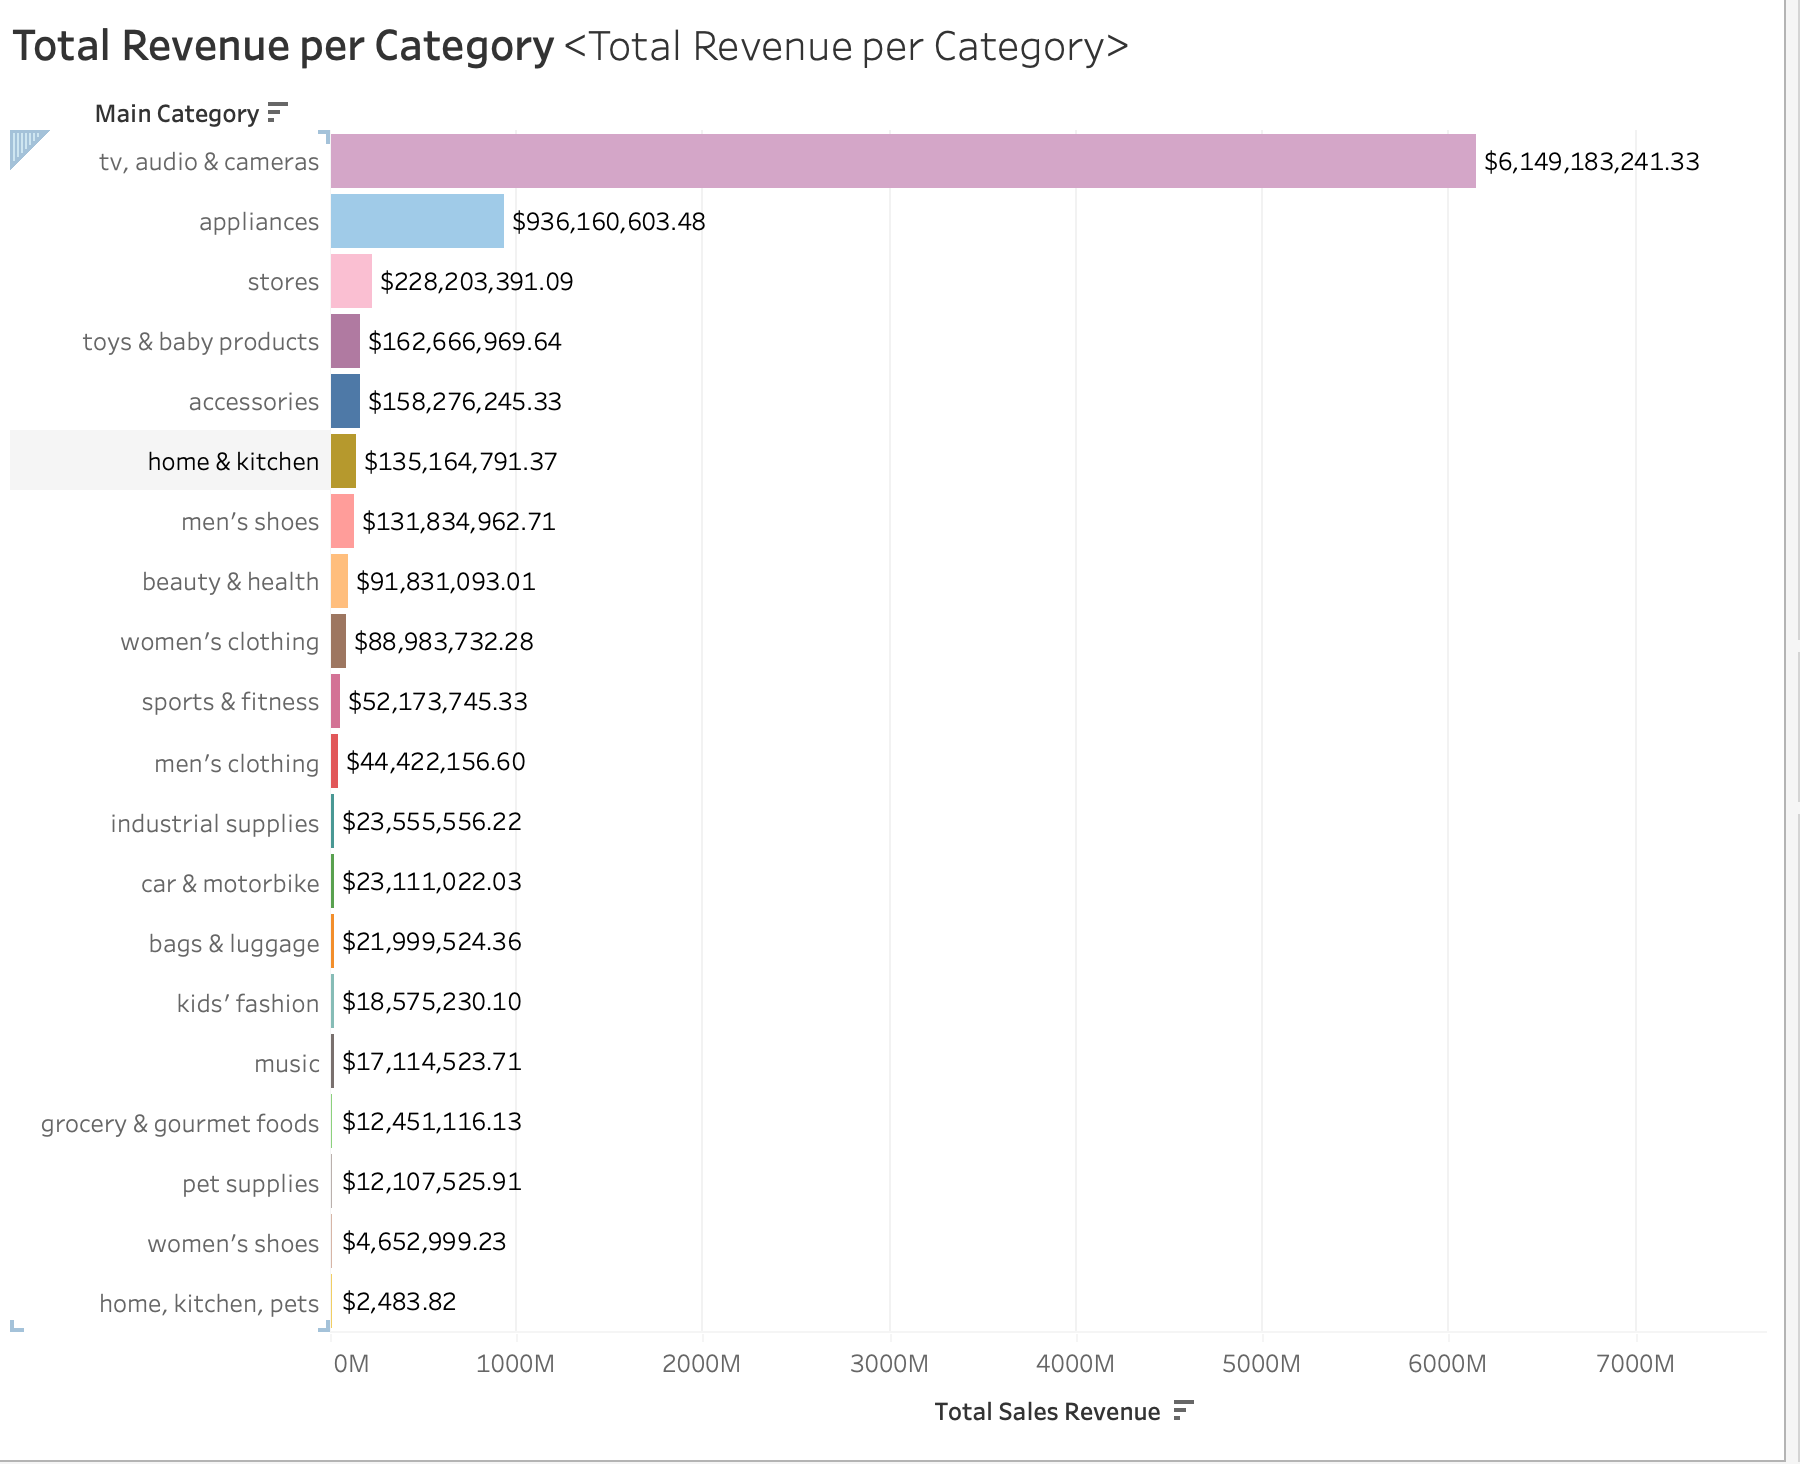 Total Revenue per Category <Total Revenue per Category>
Main Category
tv, audio & cameras $6,149,183,241.33
appliances $936,160,603.48
stores $228,203,391.09
toys & baby products $162,666,969.64
accessories $158,276,245.33
home & kitchen $135,164,791.37
men's shoes $131,834,962.71
beauty & health $91,831,093.01
women's clothing $88,983,732.28
sports & fitness $52,173,745.33
men's clothing $44,422,156.60
industrial supplies $23,555,556.22
car & motorbike $23,111,022.03
bags & luggage $21,999,524.36
kids' fashion $18,575,230.10
music $17,114,523.71
grocery & gourmet foods $12,451,116.13
pet supplies $12,107,525.91
women's shoes $4,652,999.23
home, kitchen, pets $2,483.82
0M 1000M 2000M 3000M 4000M 5000M 6000M 7000M
Total Sales Revenue